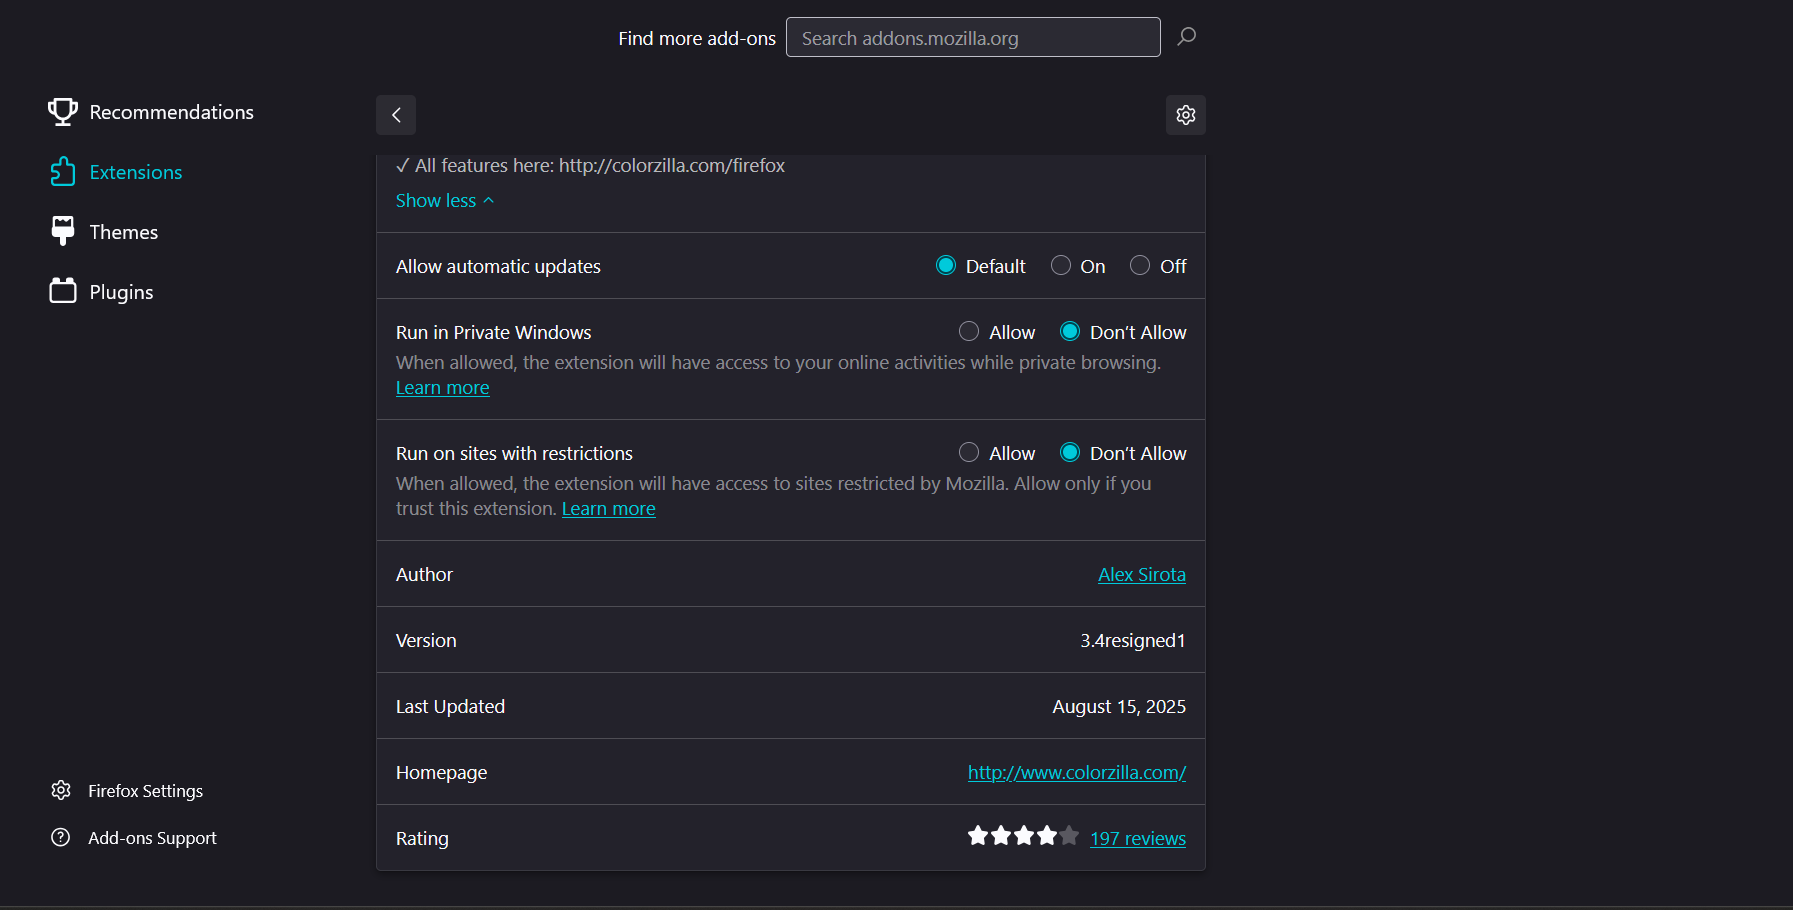 Find more add-ons Search addons.mozilla.org
Recommendations
Extensions
Themes
Plugins
✓ All features here: http://colorzilla.com/firefox
Show less
Allow automatic updates Default On Off
Run in Private Windows Allow Don't Allow
When allowed, the extension will have access to your online activities while private browsing.
Learn more
Run on sites with restrictions Allow Don't Allow
When allowed, the extension will have access to sites restricted by Mozilla. Allow only if you
trust this extension. Learn more
Author Alex Sirota
Version 3.4resigned1
Last Updated August 15, 2025
Homepage http://www.colorzilla.com/
Rating 197 reviews
Firefox Settings
Add-ons Support